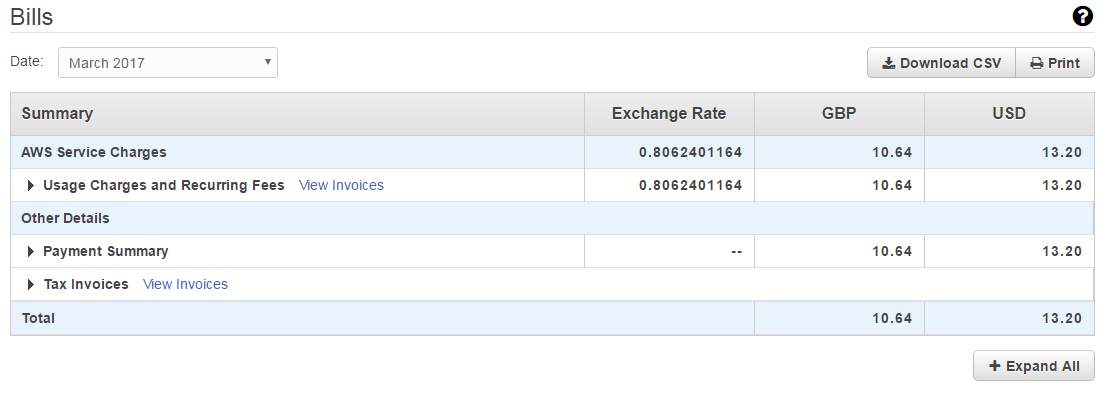 Bills
Date: March 2017 Download CSV Print
Summary Exchange Rate GBP USD
AWS Service Charges 0.8062401164 10.64 13.20
Usage Charges and Recurring Fees View Invoices 0.8062401164 10.64 13.20
Other Details
Payment Summary -- 10.64 13.20
Tax Invoices View Invoices
Total 10.64 13.20
Expand All